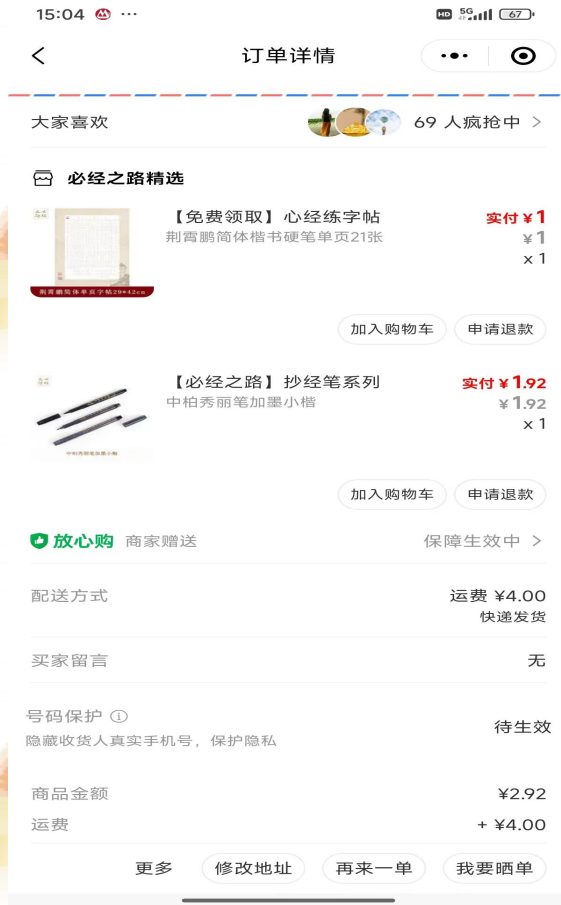 15:04
HD 5G 67
订单详情
大家喜欢
69 人疯抢中
必经之路精选
【免费领取】心经练字帖
实付¥1
荆霄鹏简体楷书硬笔单页21张
¥1
x 1
荆霄鹏简体单页字帖29*42cm
加入购物车
申请退款
【必经之路】抄经笔系列
实付¥1.92
中柏秀丽笔加墨小楷
¥1.92
x 1
中柏秀丽笔加墨小楷
加入购物车
申请退款
放心购 商家赠送
保障生效中
配送方式
运费 ¥4.00
快递发货
买家留言
无
号码保护
隐藏收货人真实手机号，保护隐私
待生效
商品金额
¥2.92
运费
+ ¥4.00
更多
修改地址
再来一单
我要晒单